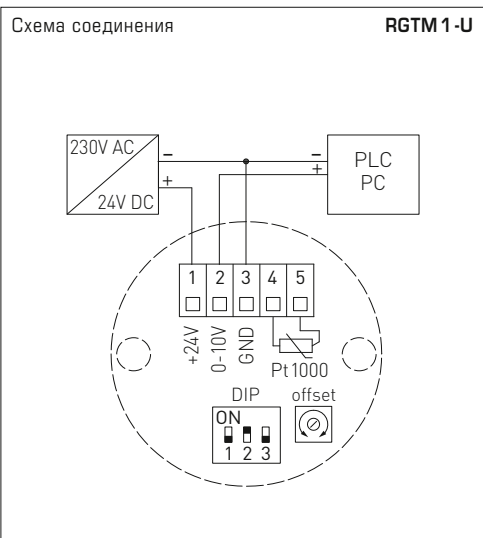 Схема соединения
RGTM 1-U
230V AC
24V DC
−
+
−
+
PLC
PC
1 2 3 4 5
+24V
0-10V
GND
Pt1000
DIP
offset
ON
1 2 3